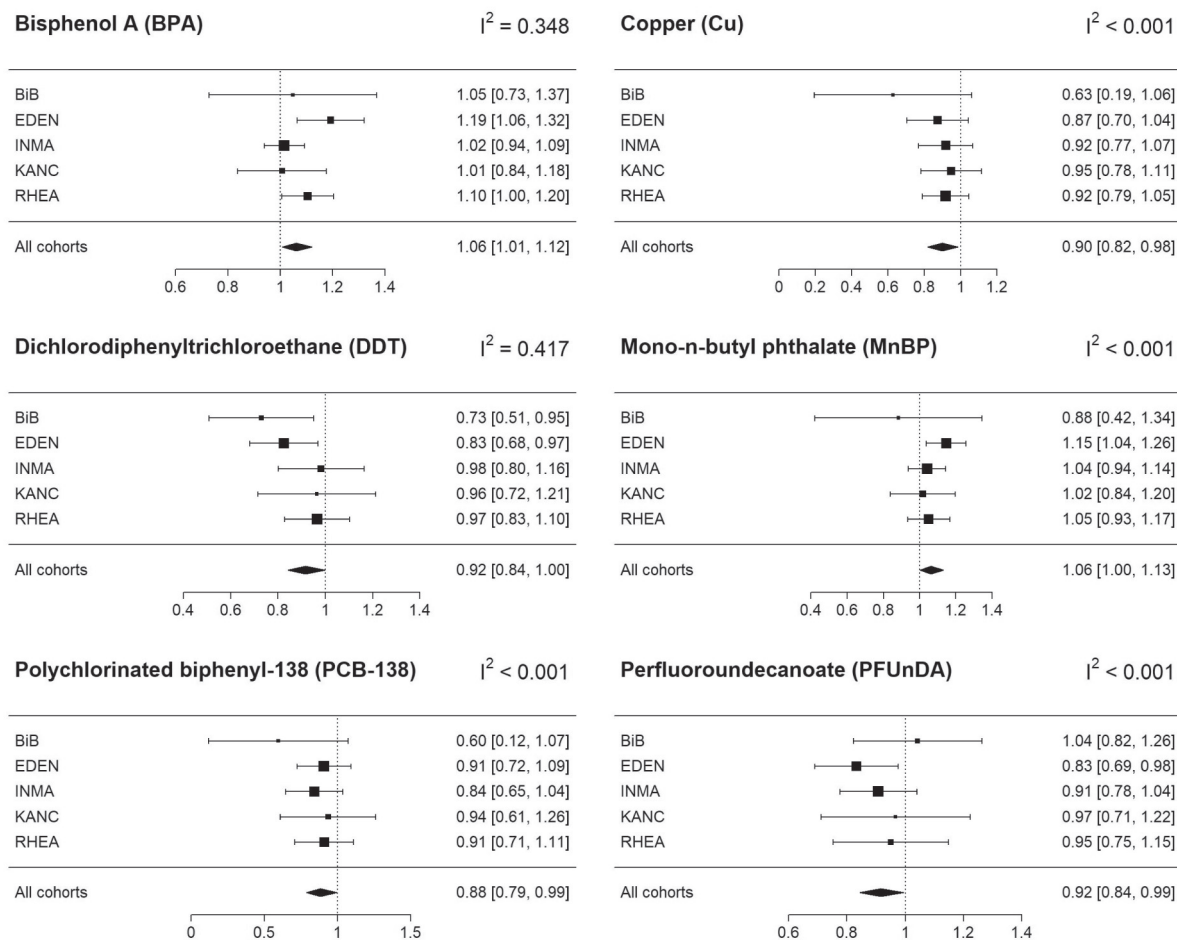 Bisphenol A (BPA) I² = 0.348
BiB 1.05 [0.73, 1.37]
EDEN 1.19 [1.06, 1.32]
INMA 1.02 [0.94, 1.09]
KANC 1.01 [0.84, 1.18]
RHEA 1.10 [1.00, 1.20]
All cohorts 1.06 [1.01, 1.12]
0.6 0.8 1 1.2 1.4
Copper (Cu) I² < 0.001
BiB 0.63 [0.19, 1.06]
EDEN 0.87 [0.70, 1.04]
INMA 0.92 [0.77, 1.07]
KANC 0.95 [0.78, 1.11]
RHEA 0.92 [0.79, 1.05]
All cohorts 0.90 [0.82, 0.98]
0 0.2 0.4 0.6 0.8 1 1.2
Dichlorodiphenyltrichloroethane (DDT) I² = 0.417
BiB 0.73 [0.51, 0.95]
EDEN 0.83 [0.68, 0.97]
INMA 0.98 [0.80, 1.16]
KANC 0.96 [0.72, 1.21]
RHEA 0.97 [0.83, 1.10]
All cohorts 0.92 [0.84, 1.00]
0.4 0.6 0.8 1 1.2 1.4
Mono-n-butyl phthalate (MnBP) I² < 0.001
BiB 0.88 [0.42, 1.34]
EDEN 1.15 [1.04, 1.26]
INMA 1.04 [0.94, 1.14]
KANC 1.02 [0.84, 1.20]
RHEA 1.05 [0.93, 1.17]
All cohorts 1.06 [1.00, 1.13]
0.4 0.6 0.8 1 1.2 1.4
Polychlorinated biphenyl-138 (PCB-138) I² < 0.001
BiB 0.60 [0.12, 1.07]
EDEN 0.91 [0.72, 1.09]
INMA 0.84 [0.65, 1.04]
KANC 0.94 [0.61, 1.26]
RHEA 0.91 [0.71, 1.11]
All cohorts 0.88 [0.79, 0.99]
0 0.5 1 1.5
Perfluoroundecanoate (PFUnDA) I² < 0.001
BiB 1.04 [0.82, 1.26]
EDEN 0.83 [0.69, 0.98]
INMA 0.91 [0.78, 1.04]
KANC 0.97 [0.71, 1.22]
RHEA 0.95 [0.75, 1.15]
All cohorts 0.92 [0.84, 0.99]
0.6 0.8 1 1.2 1.4